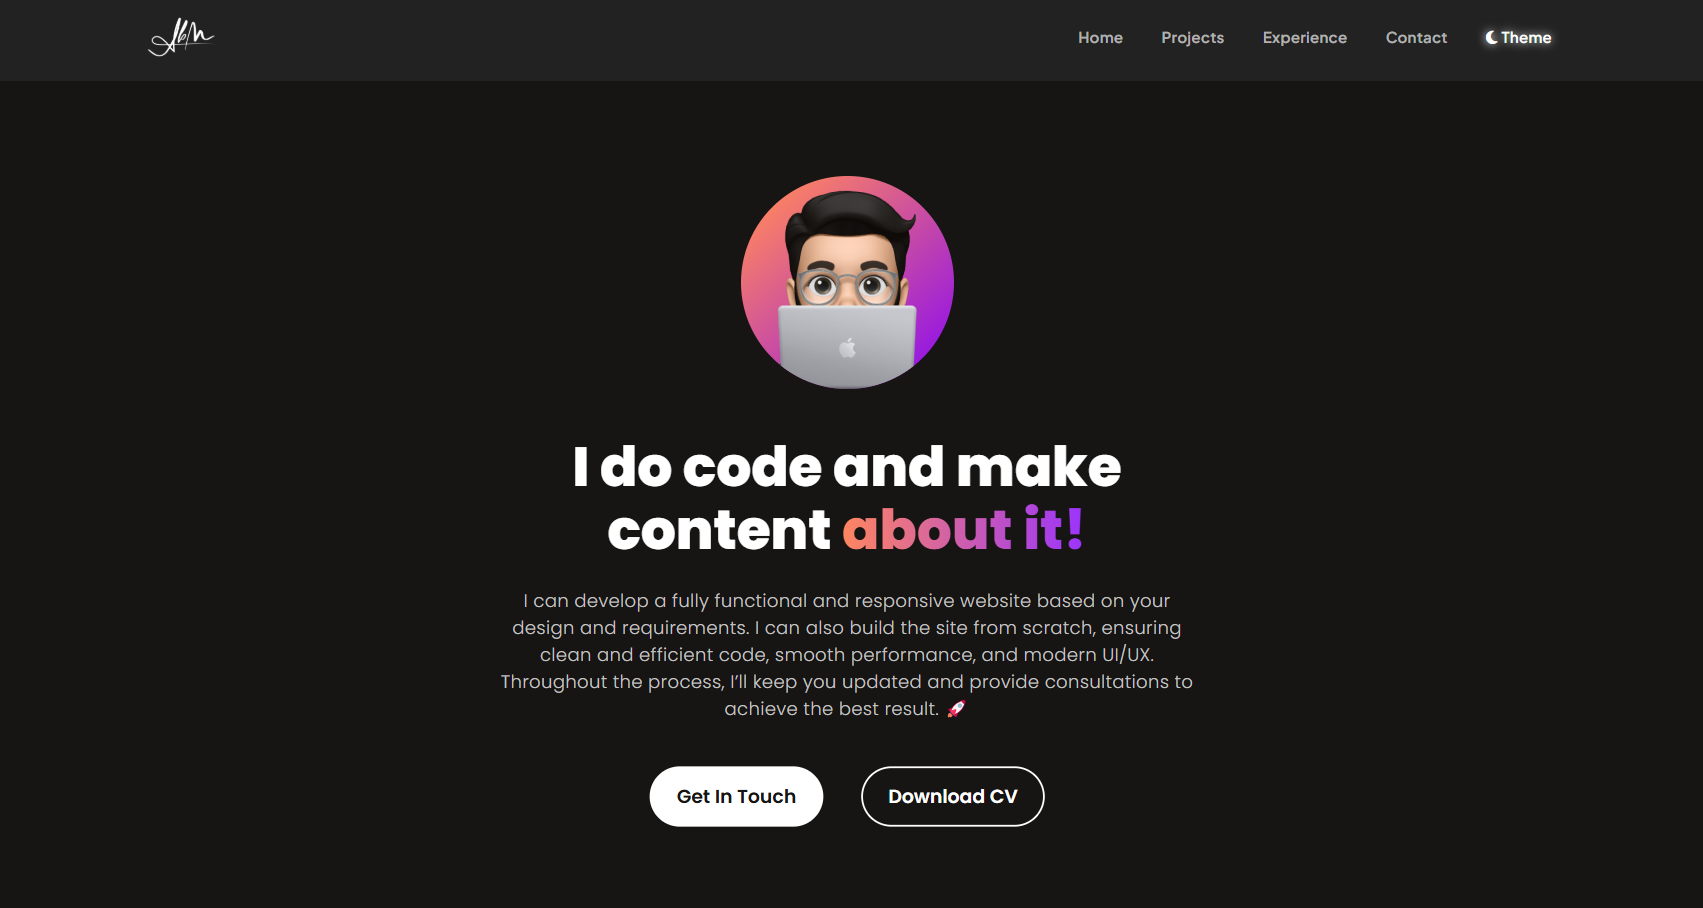 Home Projects Experience Contact Theme
I do code and make
content about it!
I can develop a fully functional and responsive website based on your
design and requirements. I can also build the site from scratch, ensuring
clean and efficient code, smooth performance, and modern UI/UX.
Throughout the process, I’ll keep you updated and provide consultations to
achieve the best result. 🚀
Get In Touch Download CV